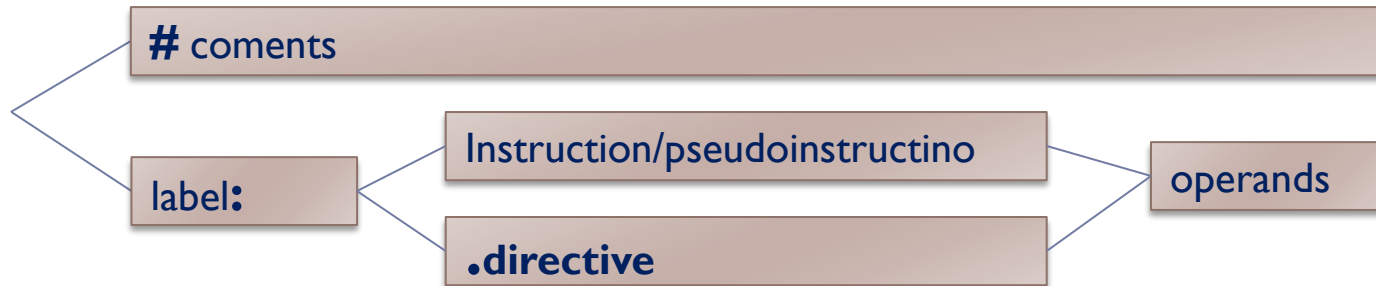 # coments
Instruction/pseudoinstructino
label:
operands
.directive